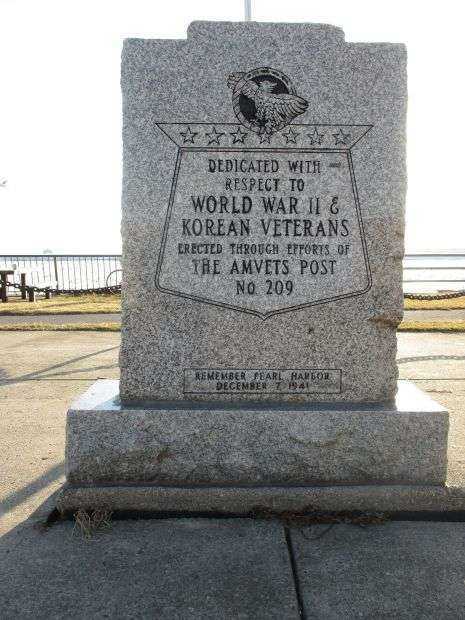 DEDICATED WITH
RESPECT TO
WORLD WAR II &
KOREAN VETERANS
ERECTED THROUGH EFFORTS OF
THE AMVETS POST
No 209
REMEMBER PEARL HARBOR
DECEMBER 7, 1941